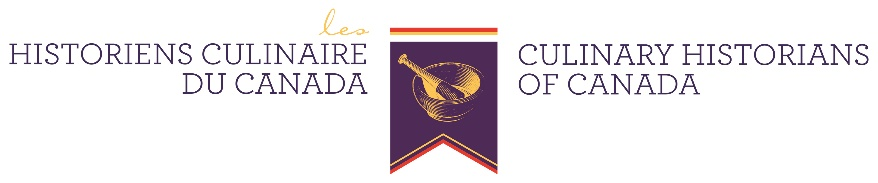 les
HISTORIENS CULINAIRE
DU CANADA
CULINARY HISTORIANS
OF CANADA